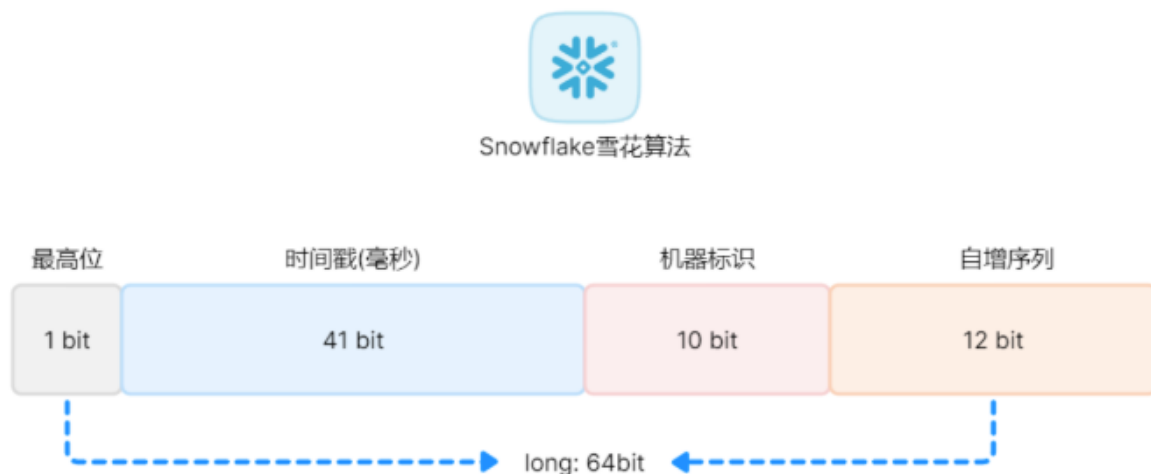 Snowflake雪花算法
最高位
时间戳(毫秒)
机器标识
自增序列
1 bit
41 bit
10 bit
12 bit
long: 64bit